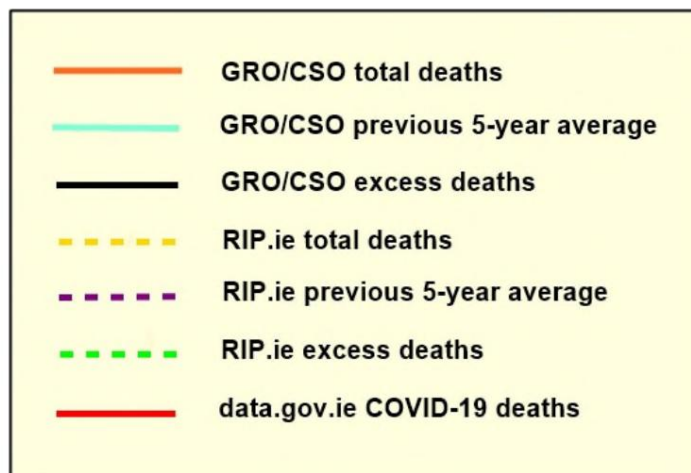 GRO/CSO total deaths
GRO/CSO previous 5-year average
GRO/CSO excess deaths
RIP.ie total deaths
RIP.ie previous 5-year average
RIP.ie excess deaths
data.gov.ie COVID-19 deaths